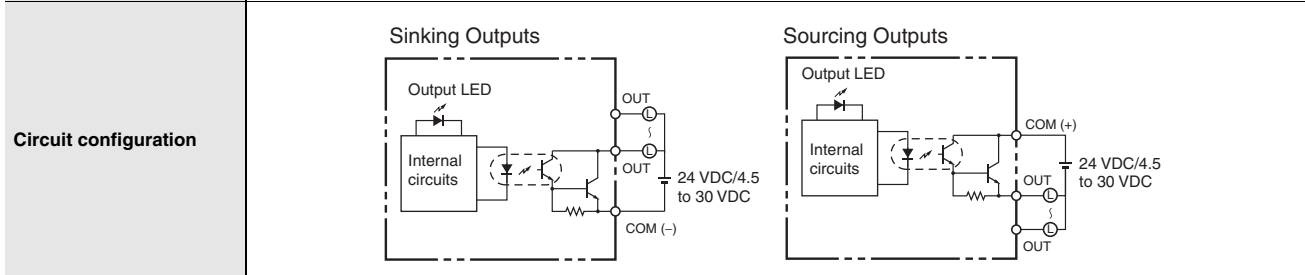 Circuit configuration
Sinking Outputs
Output LED
Internal
circuits
OUT
L
L
OUT
24 VDC/4.5
to 30 VDC
COM (–)
Sourcing Outputs
Output LED
Internal
circuits
COM (+)
24 VDC/4.5
to 30 VDC
OUT
L
L
OUT